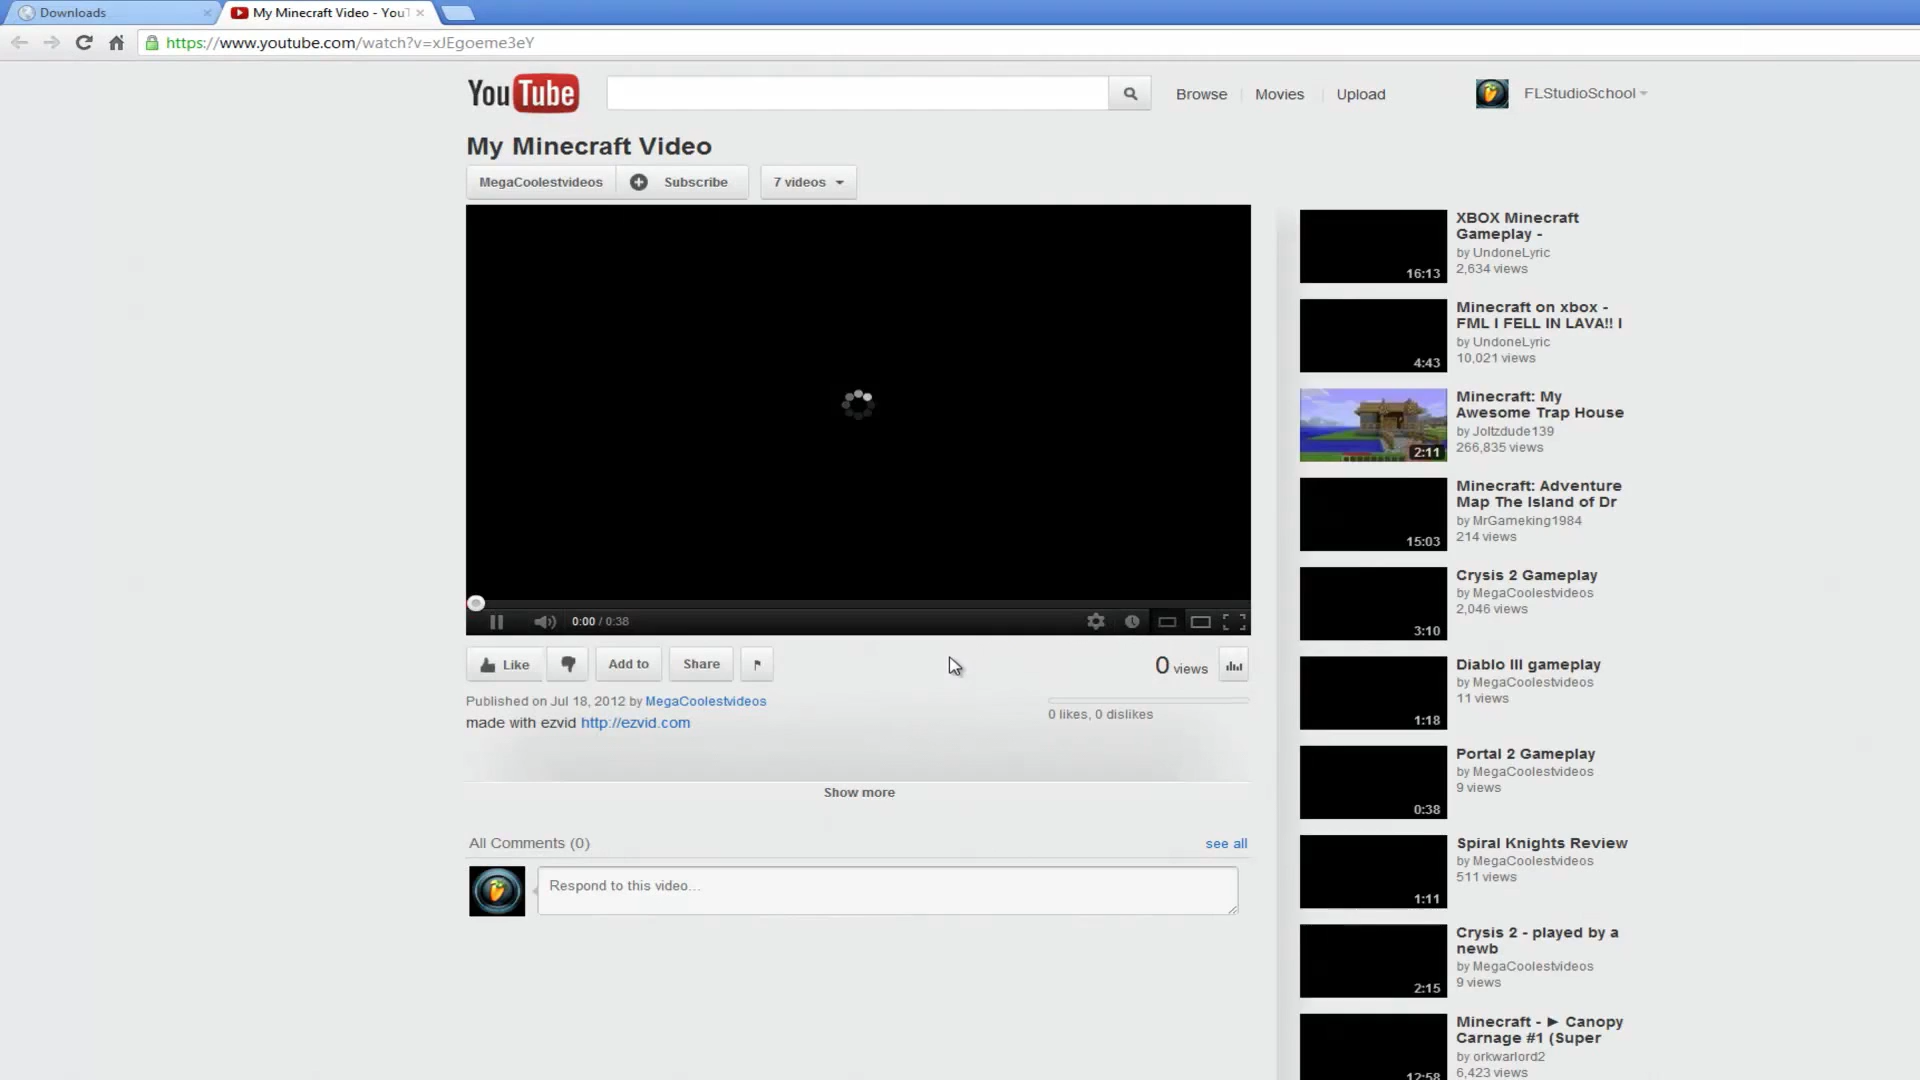 Downloads
My Minecraft Video - YouT
https://www.youtube.com/watch?v=xJEgoeme3eY
YouTube
Browse
Movies
Upload
FLStudioSchool
My Minecraft Video
MegaCoolestvideos
Subscribe
7 videos
0:00 / 0:38
Like
Add to
Share
0 views
Published on Jul 18, 2012 by MegaCoolestvideos
0 likes, 0 dislikes
made with ezvid http://ezvid.com
Show more
All Comments (0)
see all
Respond to this video...
16:13
XBOX Minecraft
Gameplay -
by UndoneLyric
2,634 views
4:43
Minecraft on xbox -
FML I FELL IN LAVA!! I
by UndoneLyric
10,021 views
2:11
Minecraft: My
Awesome Trap House
by Joltzdude139
266,835 views
15:03
Minecraft: Adventure
Map The Island of Dr
by MrGameking1984
214 views
3:10
Crysis 2 Gameplay
by MegaCoolestvideos
2,046 views
1:18
Diablo III gameplay
by MegaCoolestvideos
11 views
0:38
Portal 2 Gameplay
by MegaCoolestvideos
9 views
1:11
Spiral Knights Review
by MegaCoolestvideos
511 views
2:15
Crysis 2 - played by a
newb
by MegaCoolestvideos
9 views
12:58
Minecraft - ► Canopy
Carnage #1 (Super
by orkwarlord2
6,423 views